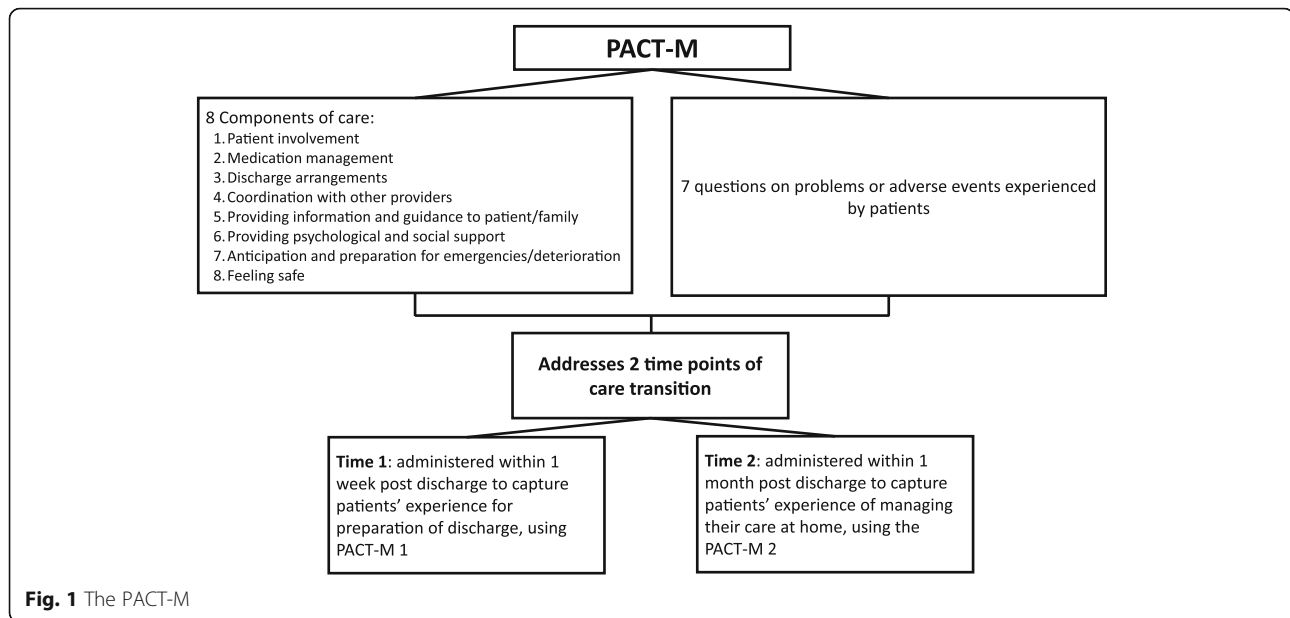 PACT-M
8 Components of care:
1. Patient involvement
2. Medication management
3. Discharge arrangements
4. Coordination with other providers
5. Providing information and guidance to patient/family
6. Providing psychological and social support
7. Anticipation and preparation for emergencies/deterioration
8. Feeling safe
7 questions on problems or adverse events experienced
by patients
Addresses 2 time points of
care transition
Time 1: administered within 1
week post discharge to capture
patients’ experience for
preparation of discharge, using
PACT-M 1
Time 2: administered within 1
month post discharge to capture
patients’ experience of managing
their care at home, using the
PACT-M 2
Fig. 1 The PACT-M